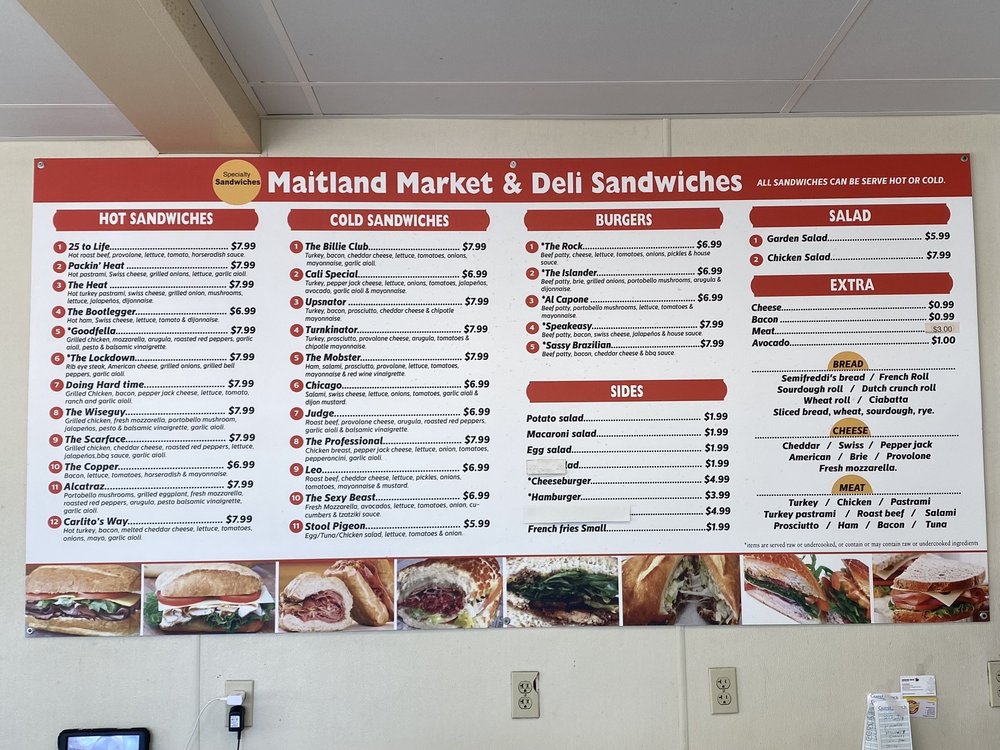 Specialty
Sandwiches
Maitland Market & Deli Sandwiches
ALL SANDWICHES CAN BE SERVE HOT OR COLD.
HOT SANDWICHES
1 25 to Life........ $7.99
Hot roast beef, provolone, lettuce, tomato, horseradish sauce.
2 Packin' Heat........ $7.99
Hot pastrami, Swiss cheese, grilled onions, lettuce, garlic aioli.
3 The Heat........ $7.99
Hot turkey pastrami, swiss cheese, grilled onion, mushrooms,
lettuce, jalapeños, dijonnaise.
4 The Bootlegger........ $6.99
Hot ham, Swiss cheese, lettuce, tomato & dijonnaise.
5 *Goodfella........ $7.99
Grilled chicken, mozzarella, arugula, roasted red peppers, garlic
aioli, pesto & balsamic vinaigrette.
6 *The Lockdown........ $7.99
Rib eye steak, American cheese, grilled onions, grilled bell
peppers, garlic aioli.
7 Doing Hard time........ $7.99
Grilled Chicken, bacon, pepper jack cheese, lettuce, tomato,
ranch and garlic aioli.
8 The Wiseguy........ $7.99
Grilled chicken, fresh mozzarella, portobello mushroom,
jalapeños, pesto & balsamic vinaigrette, garlic aioli.
9 The Scarface........ $7.99
Grilled chicken, cheddar cheese, roasted red peppers, lettuce,
jalapeños,bbq sauce, garlic aioli.
10 The Copper........ $6.99
Bacon, lettuce, tomatoes, horseradish & mayonnaise.
11 Alcatraz........ $7.99
Portobello mushrooms, grilled eggplant, fresh mozzarella,
roasted red peppers, arugula, pesto balsamic vinaigrette,
garlic aioli.
12 Carlito's Way........ $7.99
Hot turkey, bacon, melted cheddar cheese, lettuce, tomatoes,
onions, mayo, garlic aioli.
COLD SANDWICHES
1 The Billie Club........ $7.99
Turkey, bacon, cheddar cheese, lettuce, tomatoes, onions,
mayonnaise, garlic aioli.
2 Cali Special........ $6.99
Turkey, pepper jack cheese, lettuce, onions, tomatoes, jalapeños,
avocado, garlic aioli & mayonnaise.
3 Upsnator........ $7.99
Turkey, bacon, prosciutto, cheddar cheese & chipotle
mayonnaise.
4 Turnkinator........ $7.99
Turkey, prosciutto, provolone cheese, arugula, tomatoes &
chipotle mayonnaise.
5 The Mobster........ $7.99
Ham, salami, prosciutto, provolone, lettuce, tomatoes,
mayonnaise & red wine vinaigrette.
6 Chicago........ $6.99
Salami, swiss cheese, lettuce, onions, tomatoes, garlic aioli &
dijon mustard.
7 Judge........ $6.99
Roast beef, provolone cheese, arugula, roasted red peppers,
garlic aioli & balsamic vinaigrette.
8 The Professional........ $7.99
Chicken breast, pepper jack cheese, lettuce, onion, tomatoes,
pepperoncini, garlic aioli.
9 Leo........ $6.99
Roast beef, cheddar cheese, lettuce, pickles, onions,
tomatoes, mayonnaise & mustard.
10 The Sexy Beast........ $6.99
Fresh Mozzarella, avocados, lettuce, tomatoes, onion, cu-
cumbers & tzatziki sauce.
11 Stool Pigeon........ $5.99
Egg/Tuna/Chicken salad, lettuce, tomatoes & onion.
BURGERS
1 *The Rock........ $6.99
Beef patty, cheese, lettuce, tomatoes, onions, pickles & house
sauce.
2 *The Islander........ $6.99
Beef patty, brie, grilled onions, portobello mushrooms, arugula &
dijonnaise.
3 *Al Capone........ $6.99
Beef patty, portobello mushrooms, lettuce, tomatoes &
mayonnaise.
4 *Speakeasy........ $7.99
Beef patty, bacon, swiss cheese, jalapeños & house sauce.
5 *Sassy Brazilian........ $7.99
Beef patty, bacon, cheddar cheese & bbq sauce.
SIDES
Potato salad........ $1.99
Macaroni salad........ $1.99
Egg salad........ $1.99
lad........ $1.99
*Cheeseburger........ $4.99
*Hamburger........ $3.99
........ $4.99
French fries Small........ $1.99
SALAD
1 Garden Salad........ $5.99
2 Chicken Salad........ $7.99
EXTRA
Cheese........ $0.99
Bacon........ $0.99
Meat........ $3.00
Avocado........ $1.00
BREAD
Semifreddi's bread / French Roll
Sourdough roll / Dutch crunch roll
Wheat roll / Ciabatta
Sliced bread, wheat, sourdough, rye.
CHEESE
Cheddar / Swiss / Pepper jack
American / Brie / Provolone
Fresh mozzarella.
MEAT
Turkey / Chicken / Pastrami
Turkey pastrami / Roast beef / Salami
Prosciutto / Ham / Bacon / Tuna
*items are served raw or undercooked, or contain or may contain raw or undercooked ingredients